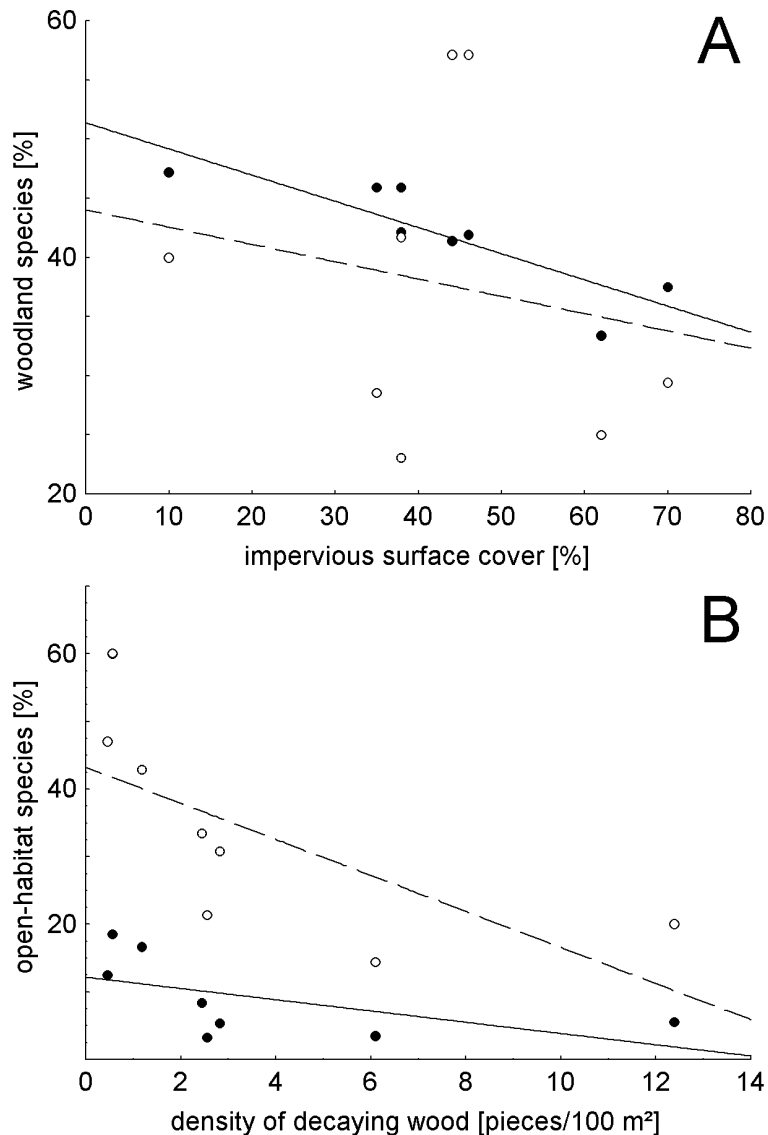 A
60
40
20
woodland species [%]
0 10 20 30 40 50 60 70 80
impervious surface cover [%]
B
60
40
20
open-habitat species [%]
0 2 4 6 8 10 12 14
density of decaying wood [pieces/100 m²]